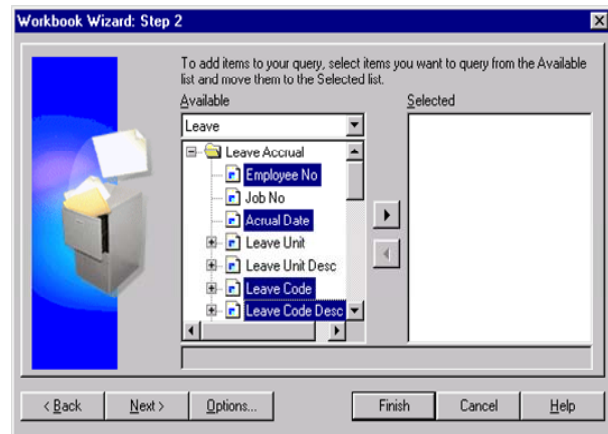 Workbook Wizard: Step 2
To add items to your query, select items you want to query from the Available
list and move them to the Selected list.
Available
Selected
Leave
Leave Accrual
Employee No
Job No
Accrual Date
Leave Unit
Leave Unit Desc
Leave Code
Leave Code Desc
< Back
Next >
Options...
Finish
Cancel
Help